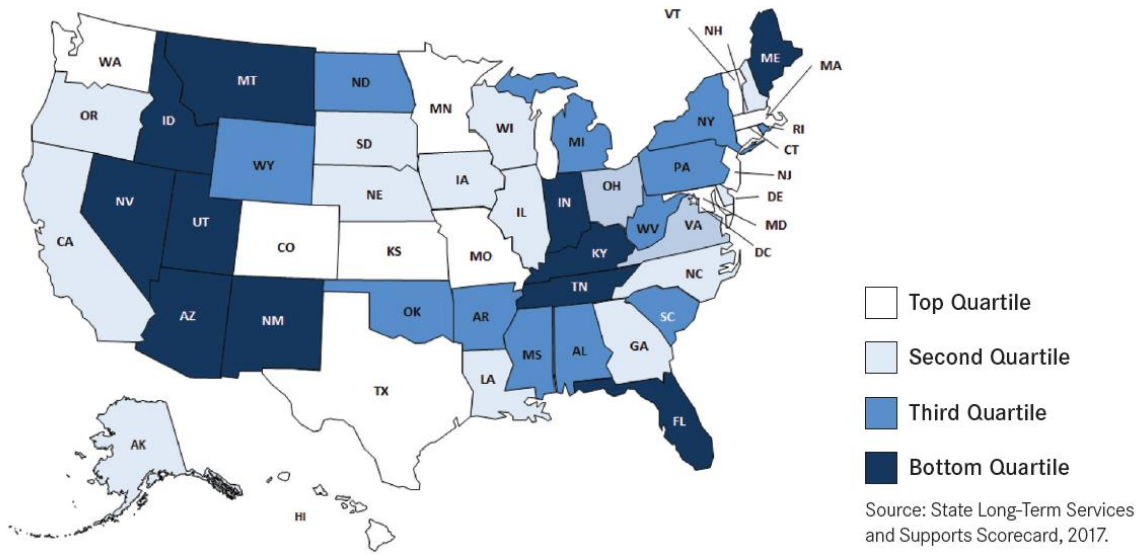 VT
NH
ME
MA
WA
MT
ND
MN
OR
ID
SD
WI
MI
NY
RI
CT
WY
IA
PA
NJ
NE
OH
DE
NV
UT
IL
IN
MD
CA
CO
KS
MO
WV
VA
DC
KY
NC
TN
AZ
NM
OK
AR
SC
MS
AL
GA
TX
LA
FL
AK
HI
Top Quartile
Second Quartile
Third Quartile
Bottom Quartile
Source: State Long-Term Services
and Supports Scorecard, 2017.